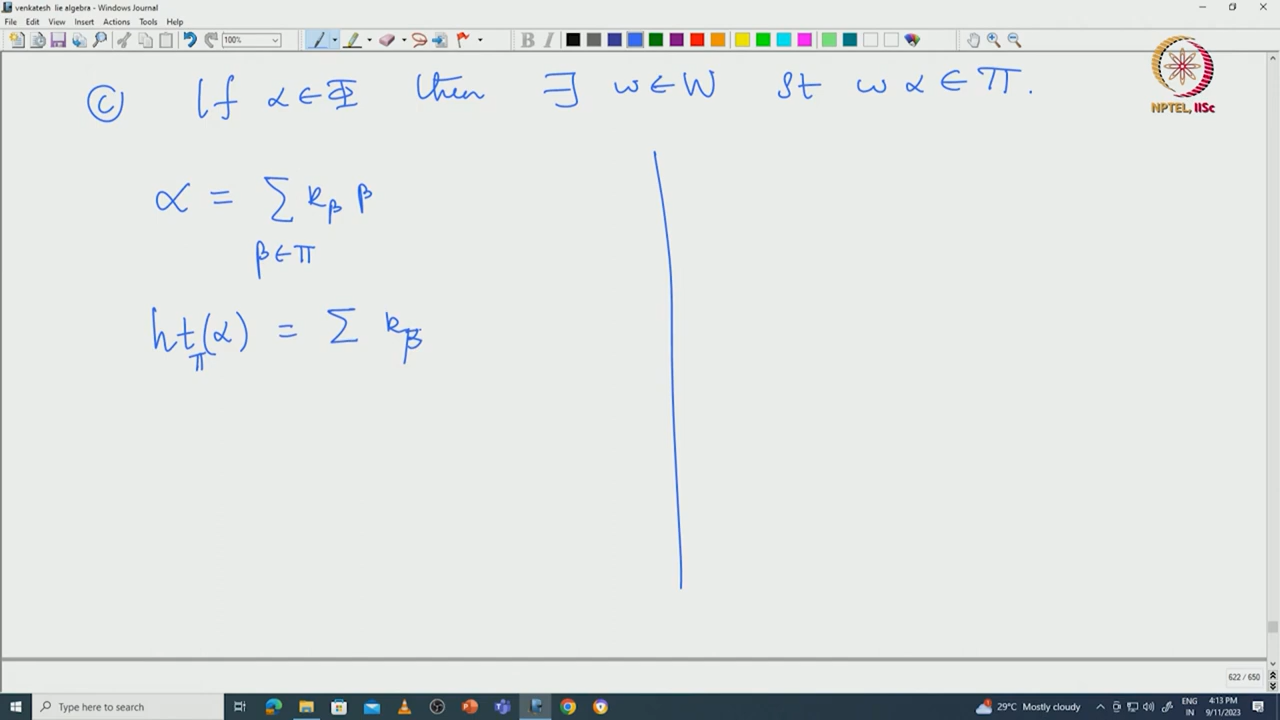 venkatesh lie algebra - Windows Journal
File Edit View Insert Actions Tools Help
100%
NPTEL, IISc
ⓒ If α ∈ Φ then ∃ w ∈ W st w α ∈ Π.
α = Σ k_β β
β ∈ Π
ht_Π(α) = Σ k_β
622 / 650
Type here to search
29°C Mostly cloudy
ENG
IN
4:13 PM
9/11/2023